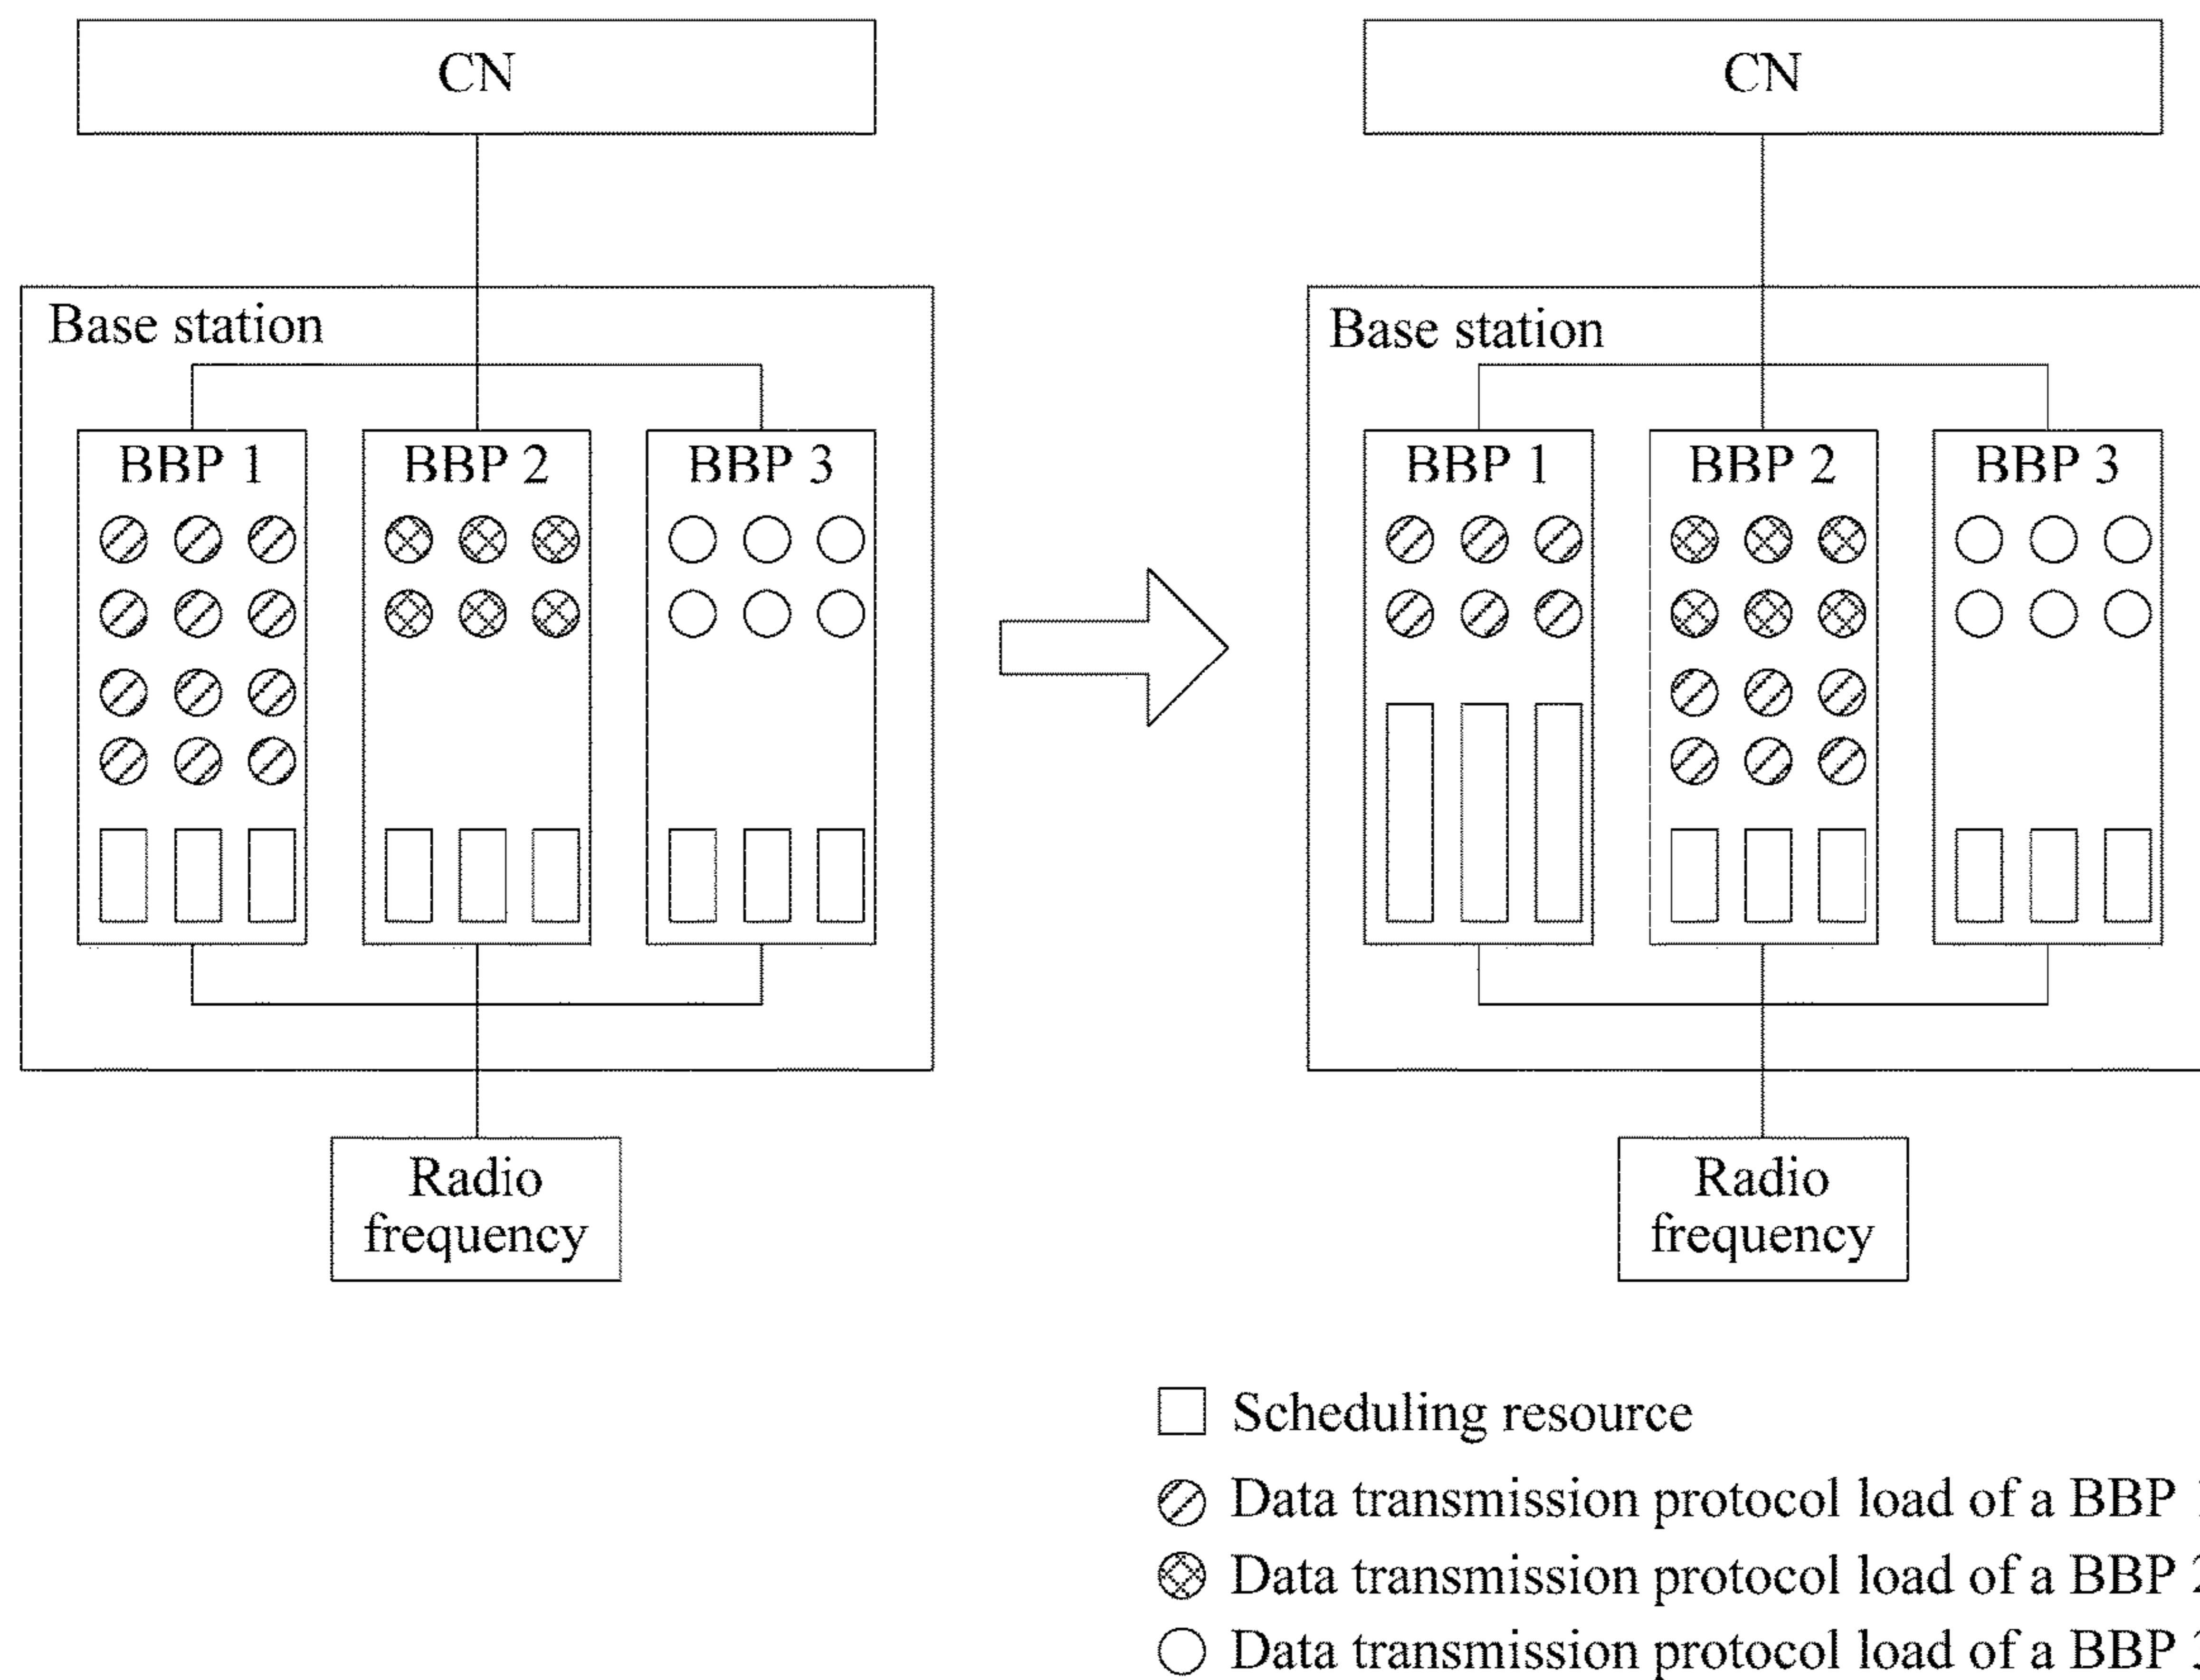 CN
CN
Base station
Base station
BBP 1
BBP 2
BBP 3
BBP 1
BBP 2
BBP 3
Radio
frequency
Radio
frequency
Scheduling resource
Data transmission protocol load of a BBP
Data transmission protocol load of a BBP
Data transmission protocol load of a BBP